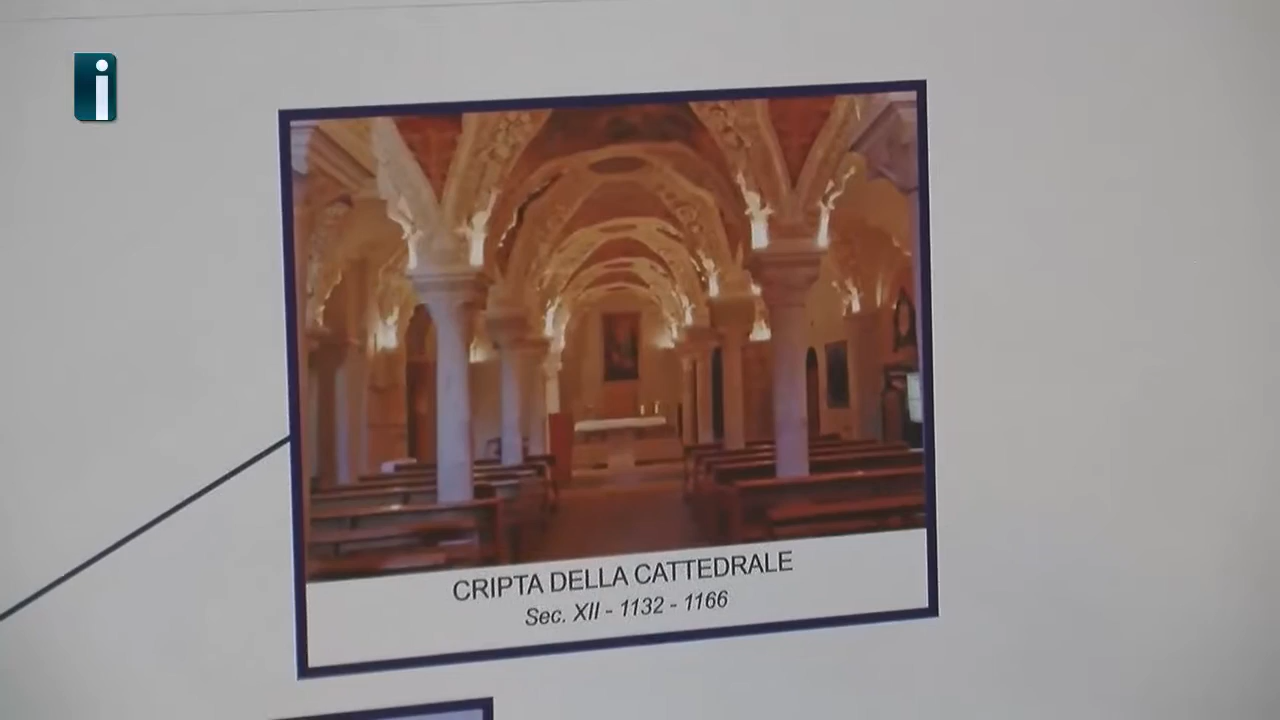 i
CRIPTA DELLA CATTEDRALE
Sec. XII - 1132 - 1166